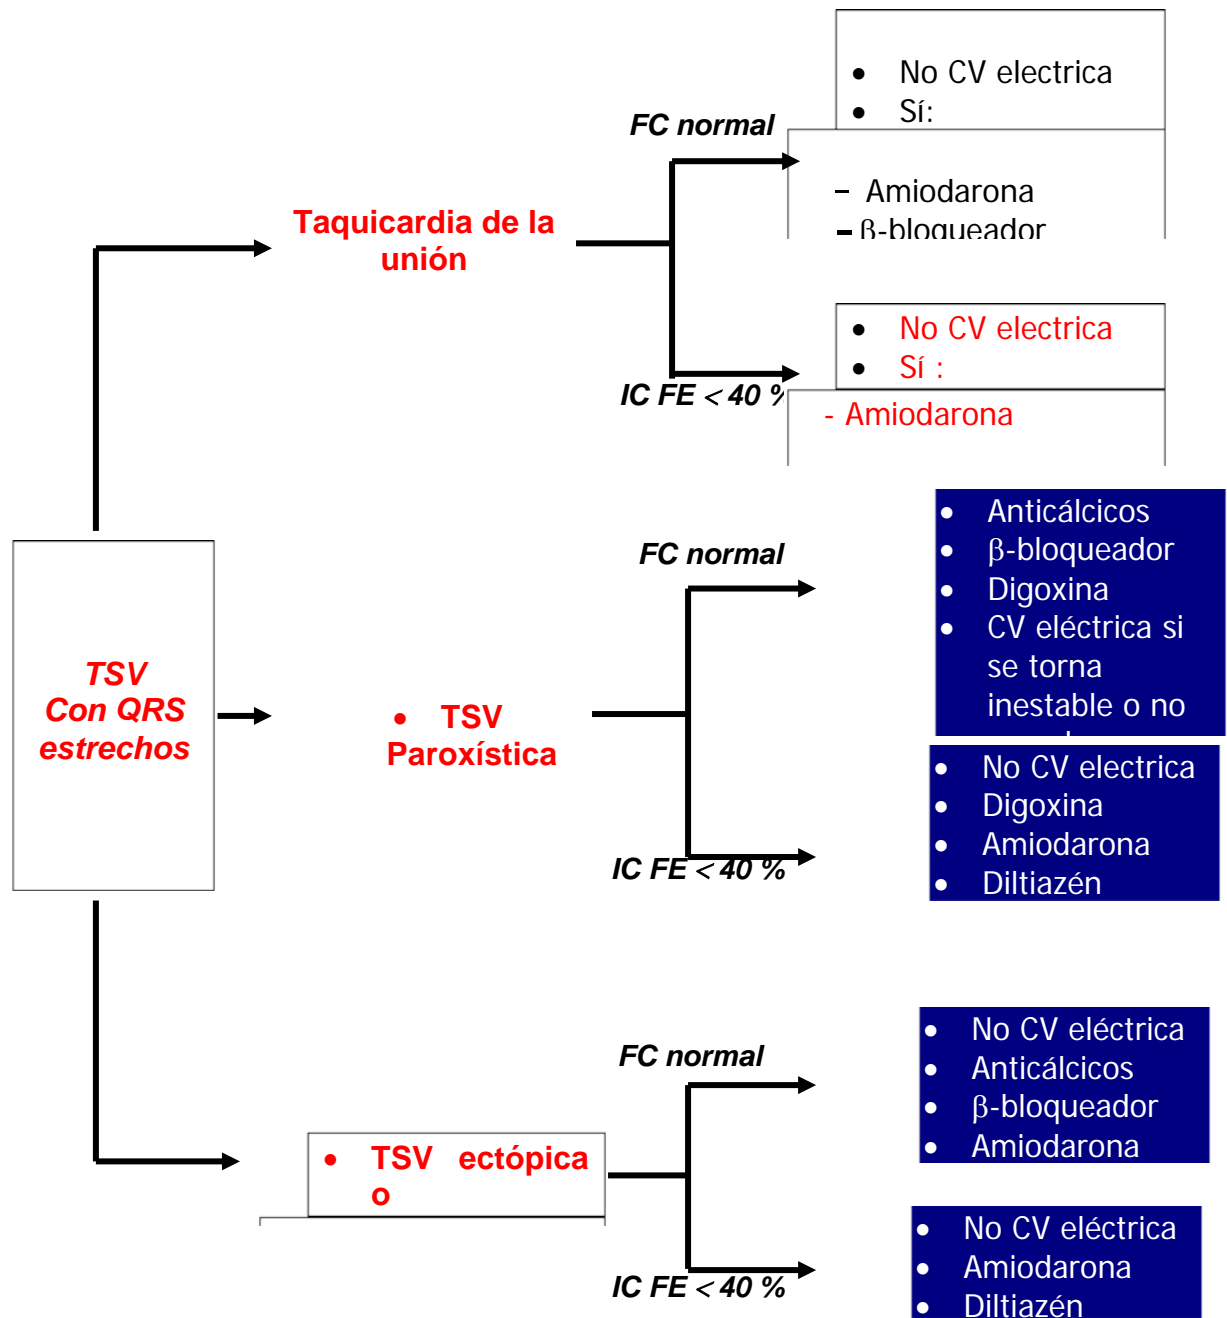 • No CV electrica
• Sí:
FC normal
– Amiodarona
– β-bloqueador
Taquicardia de la
unión
• No CV electrica
• Sí :
IC FE < 40 %
- Amiodarona
• Anticálcicos
• β-bloqueador
• Digoxina
• CV eléctrica si
se torna
inestable o no
FC normal
TSV
Con QRS
estrechos
• TSV
Paroxística
• No CV electrica
• Digoxina
• Amiodarona
• Diltiazén
IC FE < 40 %
• No CV eléctrica
• Anticálcicos
• β-bloqueador
• Amiodarona
FC normal
• TSV ectópica
o
• No CV eléctrica
• Amiodarona
• Diltiazén
IC FE < 40 %